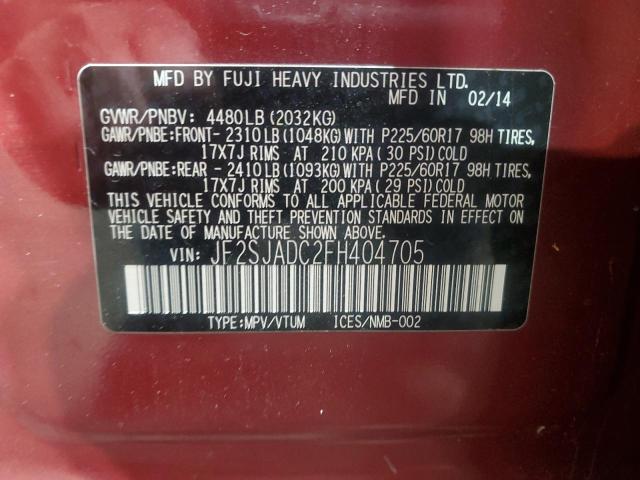 MFD BY FUJI HEAVY INDUSTRIES LTD.
MFD IN 02/14
GVWR/PNBV: 4480LB(2032KG)
GAWR/PNBE:FRONT- 2310LB(1048KG)WITH P225/60R17 98H TIRES,
17X7J RIMS AT 210 KPA(30 PSI)COLD
GAWR/PNBE:REAR - 2410LB(1093KG)WITH P225/60R17 98H TIRES,
17X7J RIMS AT 200 KPA(29 PSI)COLD
THIS VEHICLE CONFORMS TO ALL APPLICABLE FEDERAL MOTOR
VEHICLE SAFETY AND THEFT PREVENTION STANDARDS IN EFFECT ON THE
DATE OF MANUFACTURE SHOWN ABOVE.
VIN: JF2SJADC2FH404705
TYPE:MPV/VTUM ICES/NMB-002